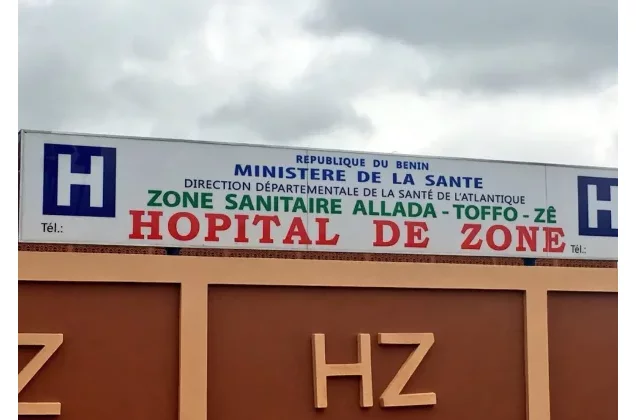 REPUBLIQUE DU BENIN
MINISTERE DE LA SANTE
DIRECTION DÉPARTEMENTALE DE LA SANTÉ DE L'ATLANTIQUE
ZONE SANITAIRE ALLADA - TOFFO - ZÊ
HOPITAL DE ZONE
H
Tél.:
H
Tél.:
Z
HZ